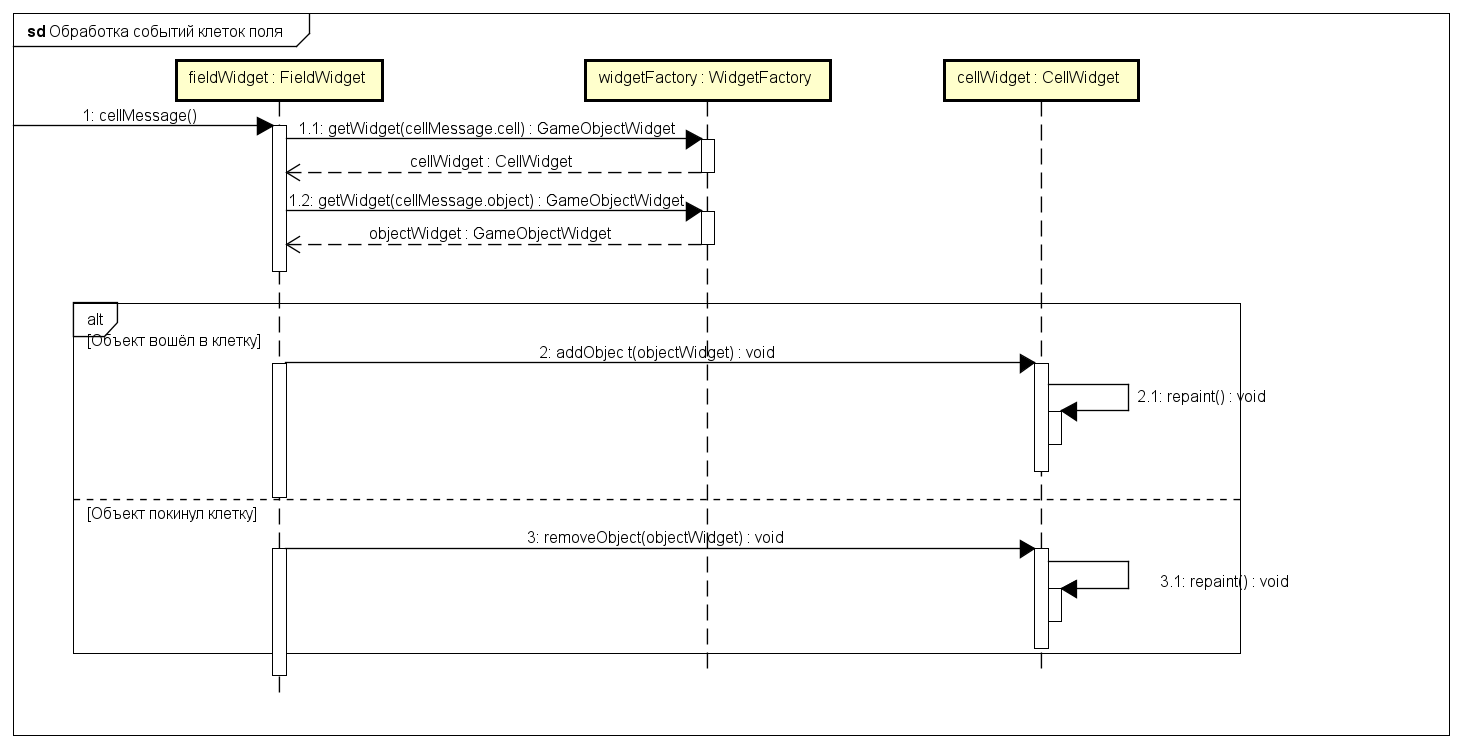 sd Обработка событий клеток поля
fieldWidget : FieldWidget
widgetFactory : WidgetFactory
cellWidget : CellWidget
1: cellMessage()
1.1: getWidget(cellMessage.cell) : GameObjectWidget
cellWidget : CellWidget
1.2: getWidget(cellMessage.object) : GameObjectWidget
objectWidget : GameObjectWidget
alt
[Объект вошёл в клетку]
2: addObjec t(objectWidget) : void
2.1: repaint() : void
[Объект покинул клетку]
3: removeObject(objectWidget) : void
3.1: repaint() : void